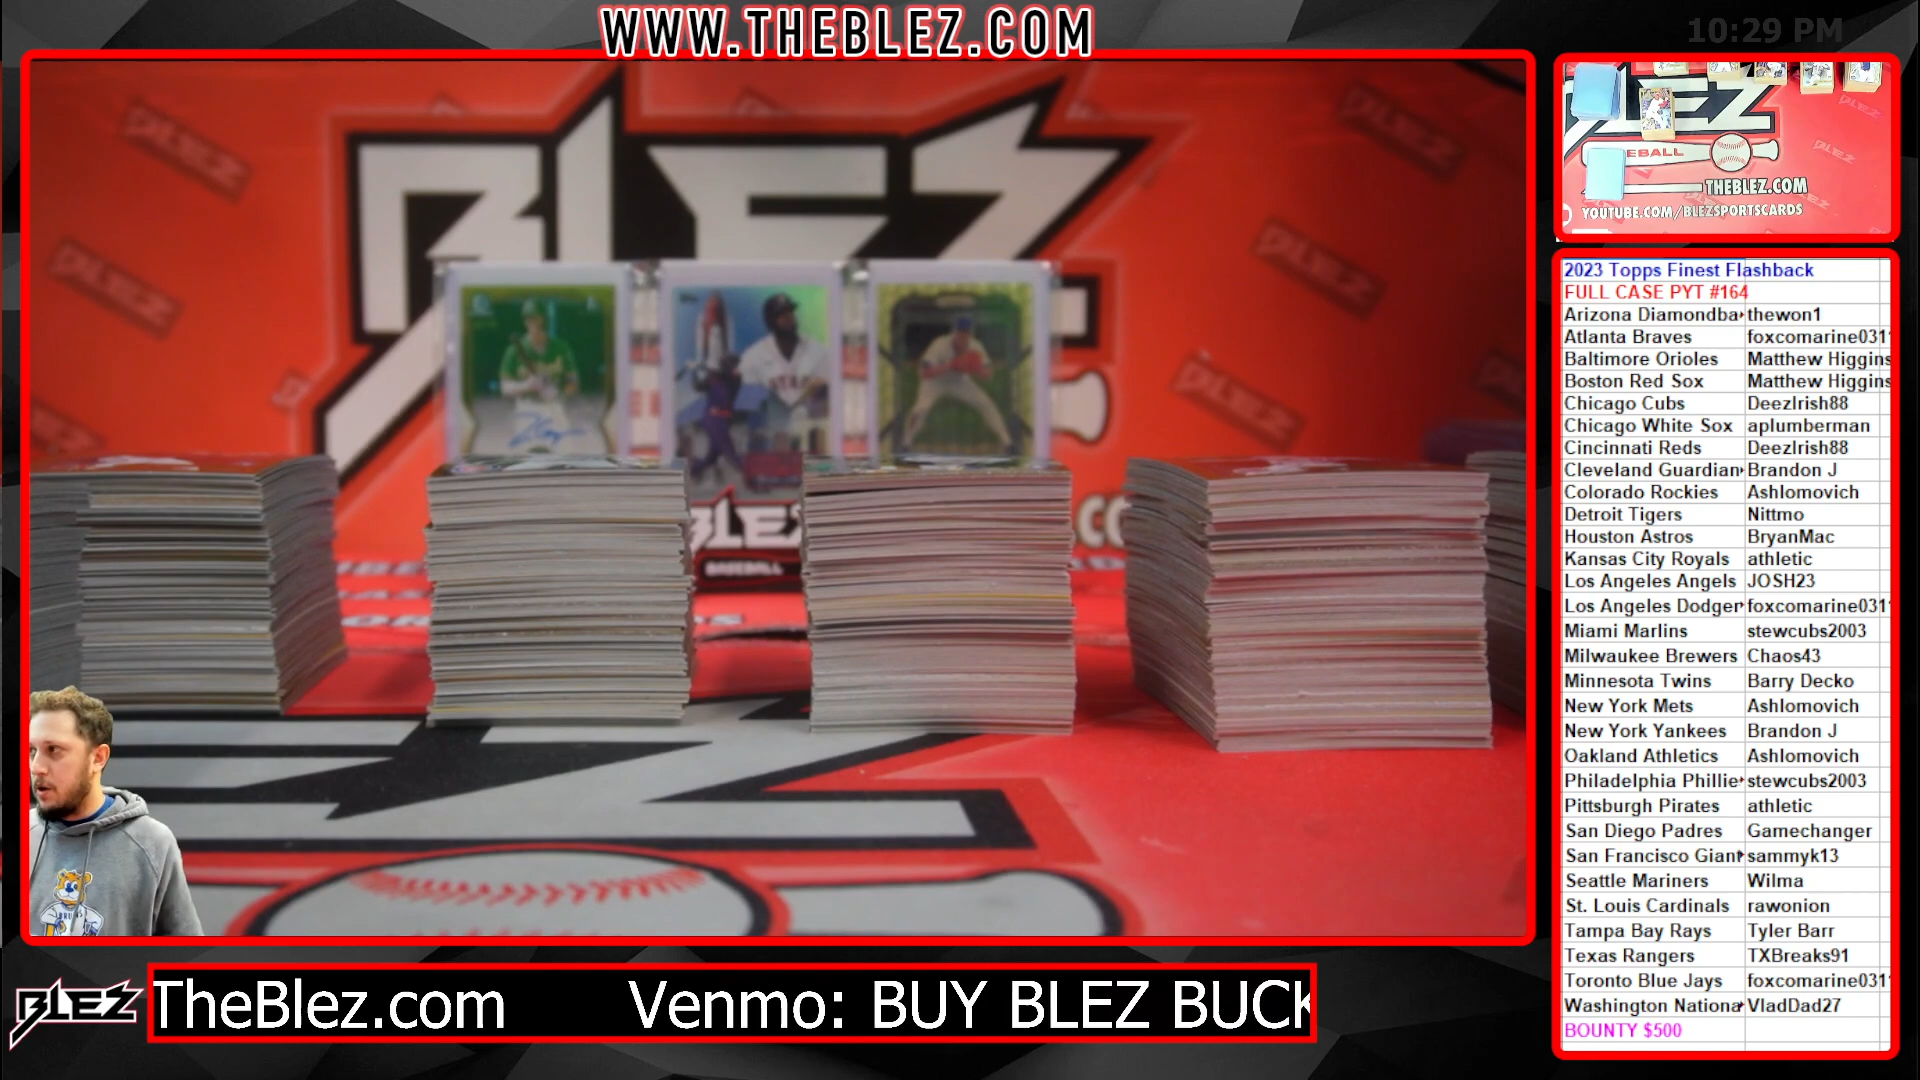 WWW.THEBLEZ.COM
10:29 PM
BLEZ
BLEZ
BASEBALL
BLEZ
EBALL
THEBLEZ.COM
YOUTUBE.COM/BLEZSPORTSCARDS
2023 Topps Finest Flashback
FULL CASE PYT #164
Arizona Diamondba thewon1
Atlanta Braves foxcomarine031
Baltimore Orioles Matthew Higgins
Boston Red Sox Matthew Higgins
Chicago Cubs DeezIrish88
Chicago White Sox aplumberman
Cincinnati Reds DeezIrish88
Cleveland Guardian Brandon J
Colorado Rockies Ashlomovich
Detroit Tigers Nittmo
Houston Astros BryanMac
Kansas City Royals athletic
Los Angeles Angels JOSH23
Los Angeles Dodger foxcomarine031
Miami Marlins stewcubs2003
Milwaukee Brewers Chaos43
Minnesota Twins Barry Decko
New York Mets Ashlomovich
New York Yankees Brandon J
Oakland Athletics Ashlomovich
Philadelphia Phillie stewcubs2003
Pittsburgh Pirates athletic
San Diego Padres Gamechanger
San Francisco Giant sammyk13
Seattle Mariners Wilma
St. Louis Cardinals rawonion
Tampa Bay Rays Tyler Barr
Texas Rangers TXBreaks91
Toronto Blue Jays foxcomarine031
Washington Nationa VladDad27
BOUNTY $500
BLEZ
TheBlez.com Venmo: BUY BLEZ BUCK